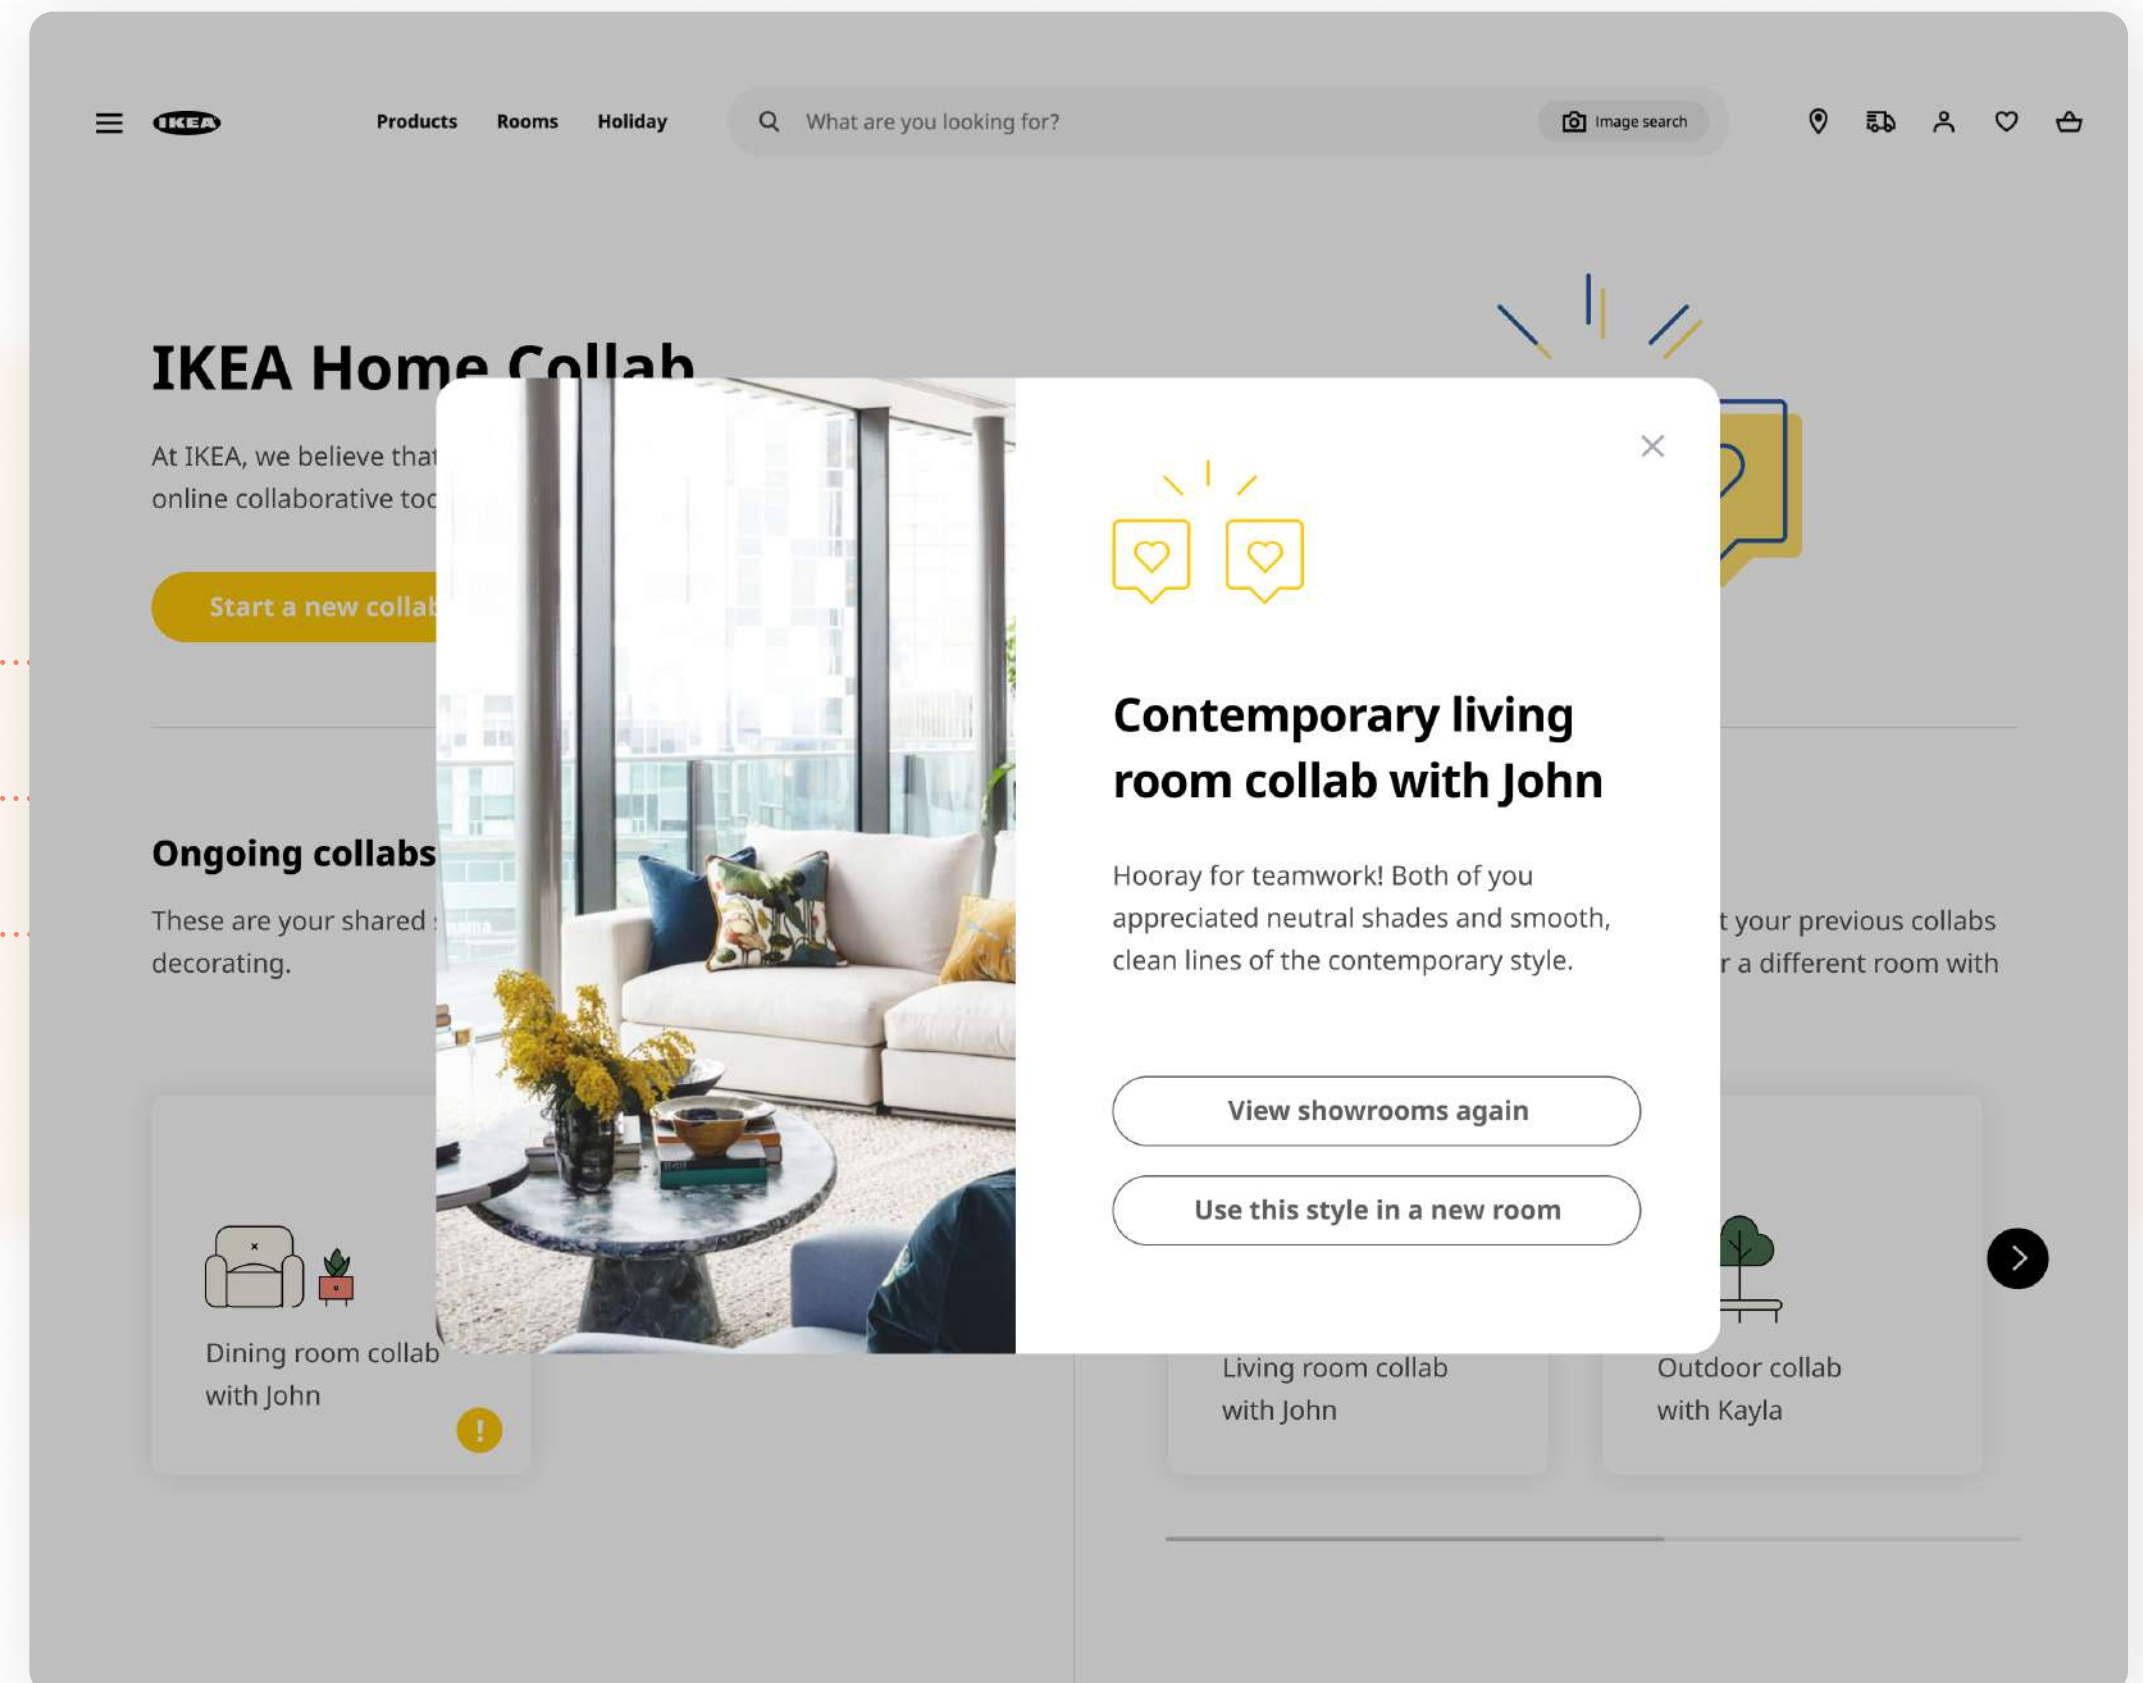 IKEA
Products Rooms Holiday What are you looking for? Image search
IKEA Home Collab
At IKEA, we believe that
online collaborative
Start a new collab
Contemporary living
room collab with John
Hooray for teamwork! Both of you
appreciated neutral shades and smooth,
clean lines of the contemporary style.
View showrooms again
Use this style in a new room
Ongoing collabs
These are your shared
decorating.
your previous collabs
a different room with
Dining room collab
with John
!
Living room collab
with John
Outdoor collab
with Kayla